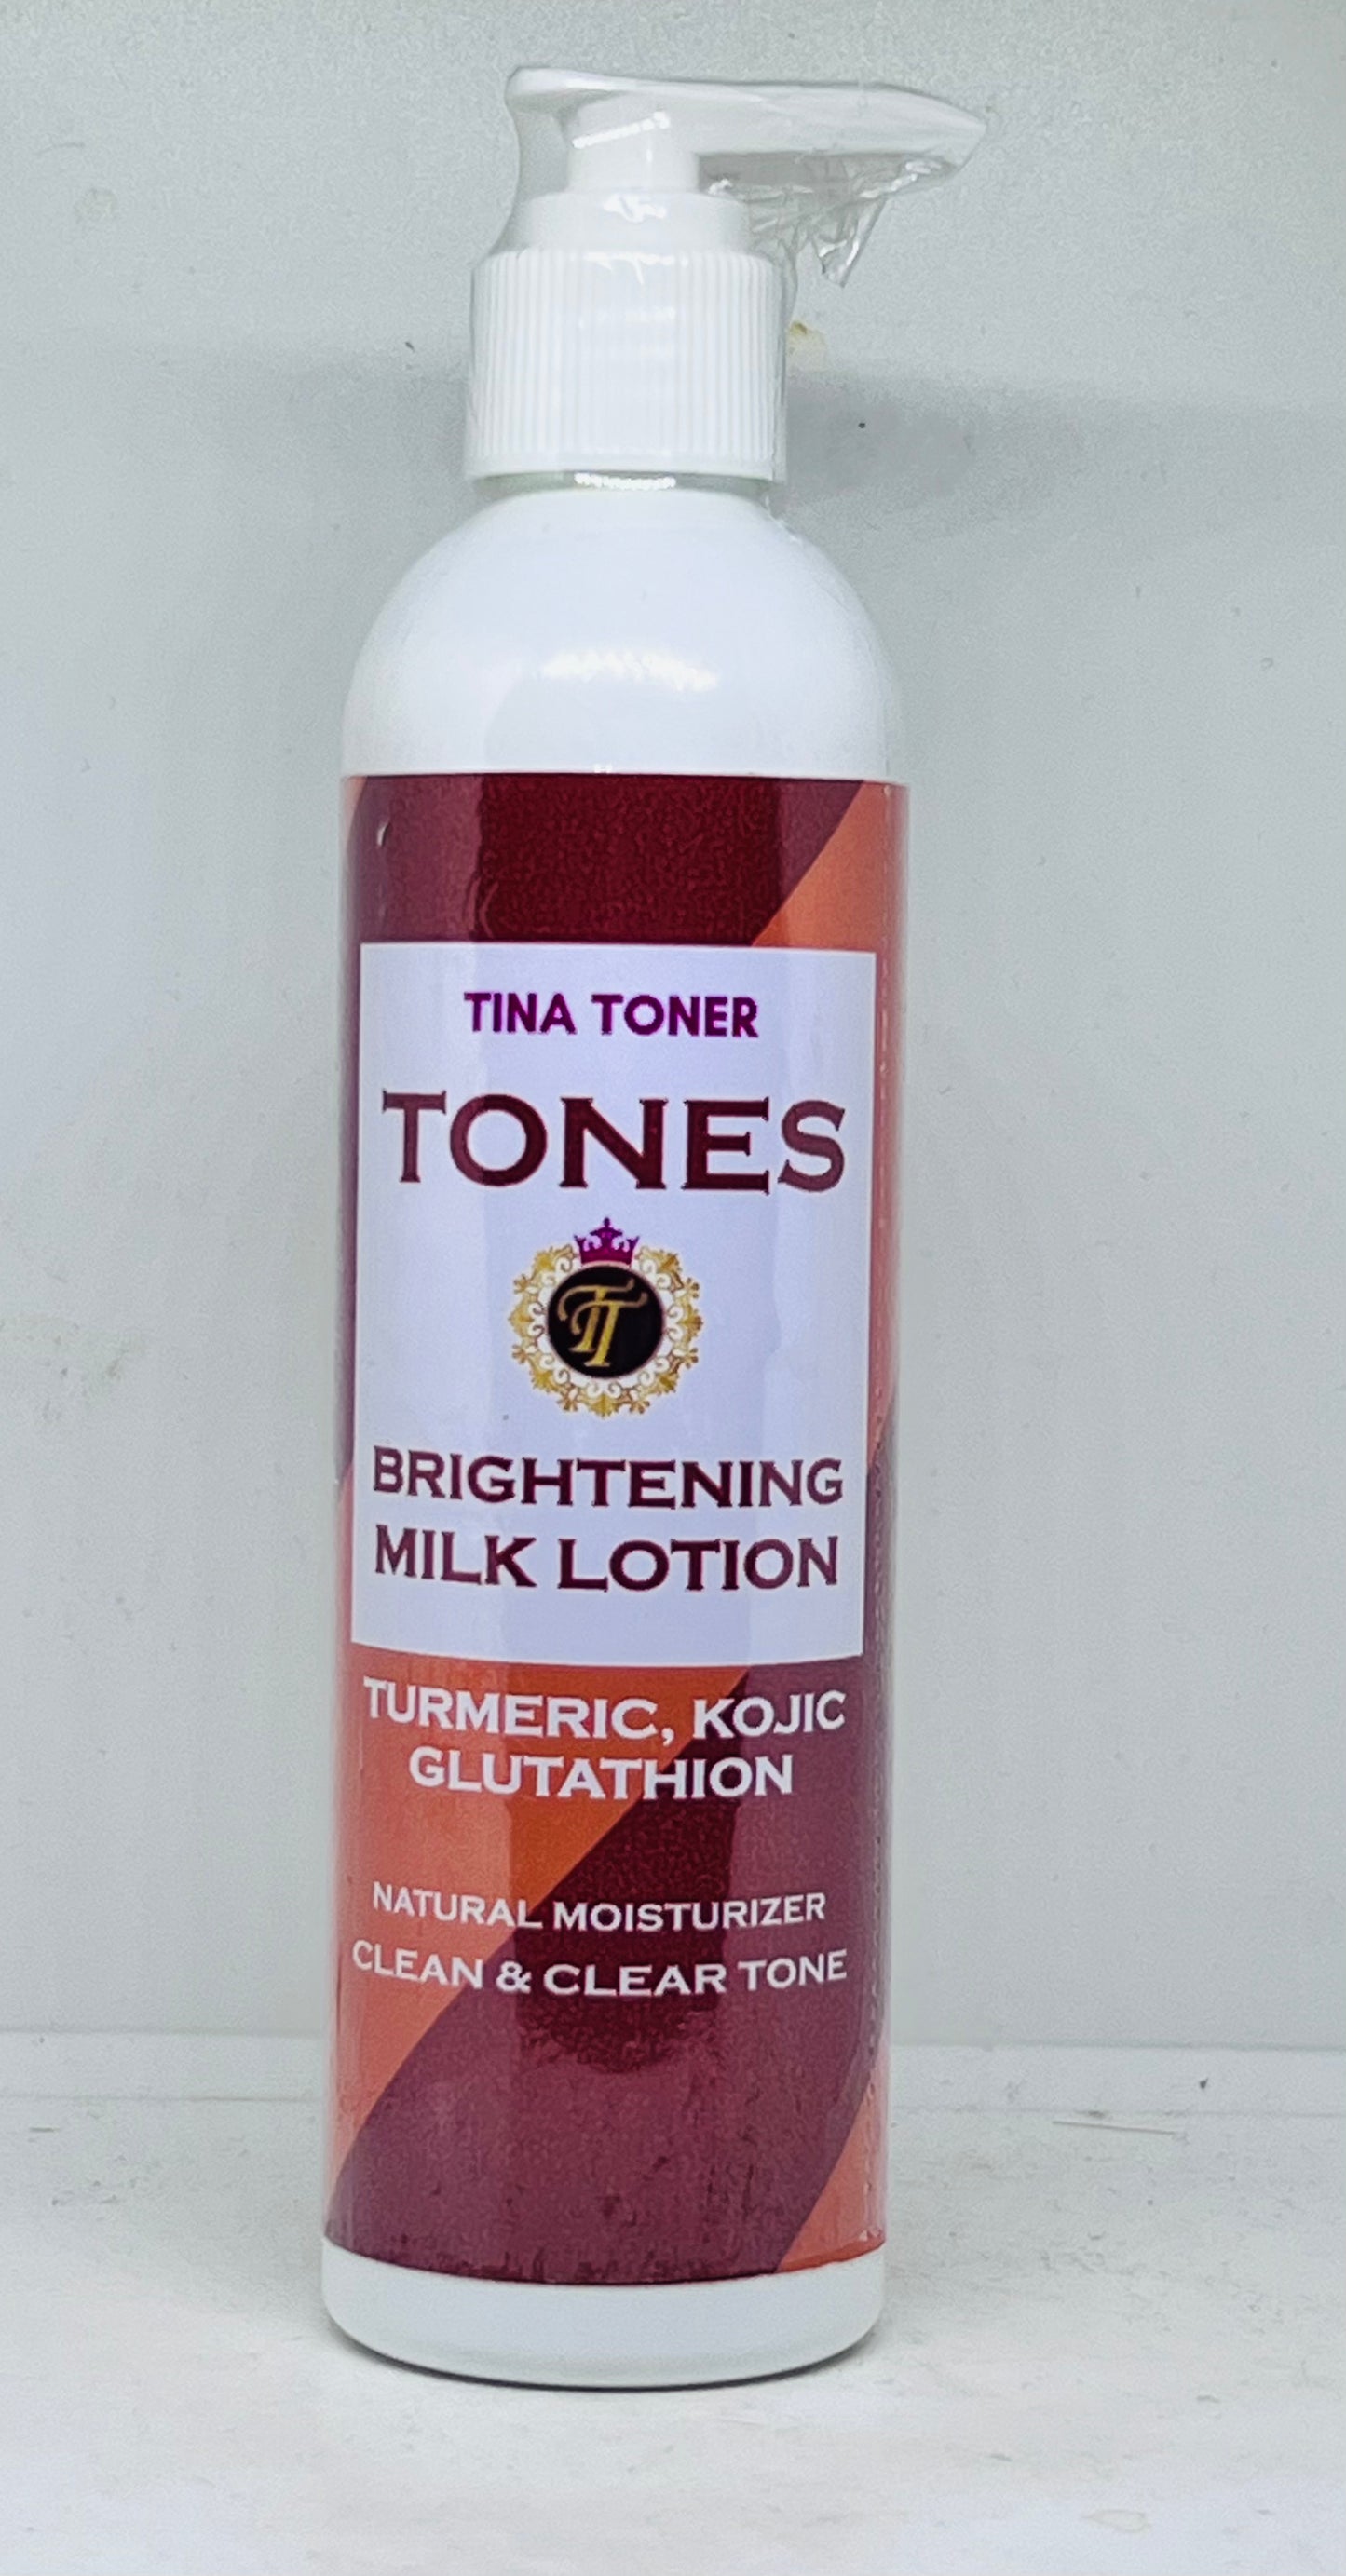 TINA TONER
TONES
TT
BRIGHTENING
MILK LOTION
TURMERIC, KOJIC
GLUTATHION
NATURAL MOISTURIZER
CLEAN & CLEAR TONE